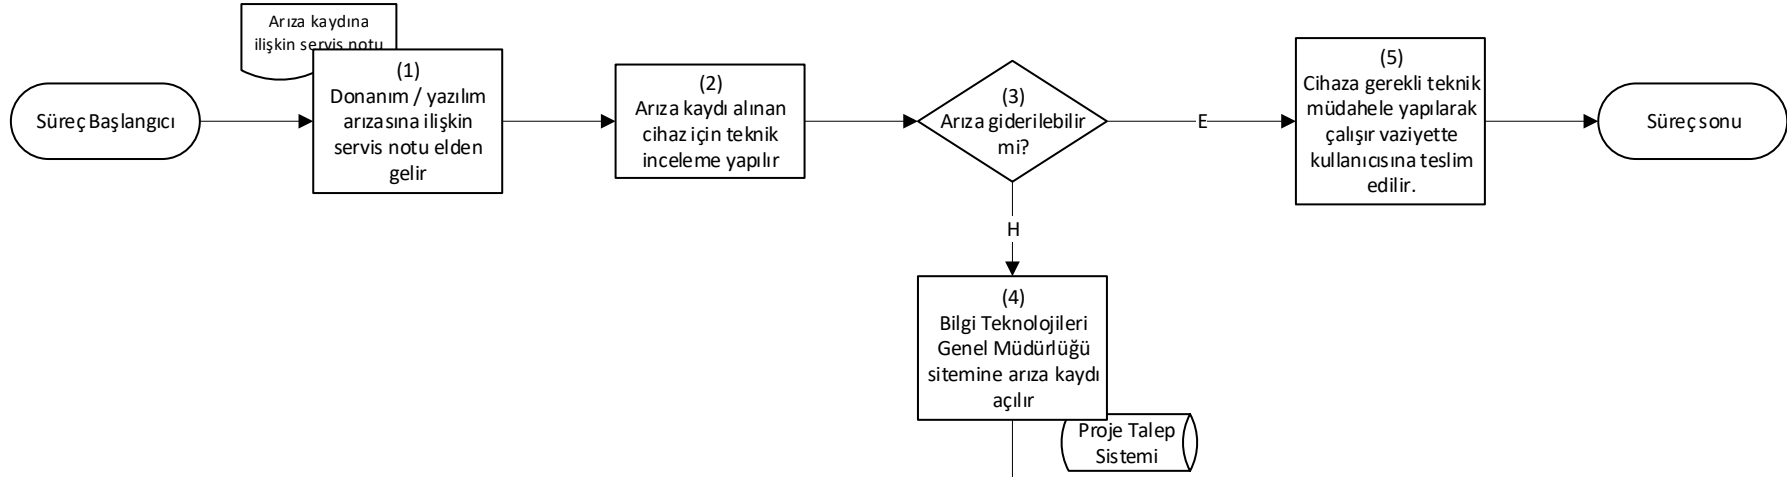 Arıza kaydına
ilişkin servis notu
Süreç Başlangıcı
(1)
Donanım / yazılım
arızasına ilişkin
servis notu elden
gelir
(2)
Arıza kaydı alınan
cihaz için teknik
inceleme yapılır
(3)
Arıza giderilebilir
mi?
E
(5)
Cihaza gerekli teknik
müdahele yapılarak
çalışır vaziyette
kullanıcısına teslim
edilir.
Süreç sonu
H
(4)
Bilgi Teknolojileri
Genel Müdürlüğü
sitemine arıza kaydı
açılır
Proje Talep
Sistemi